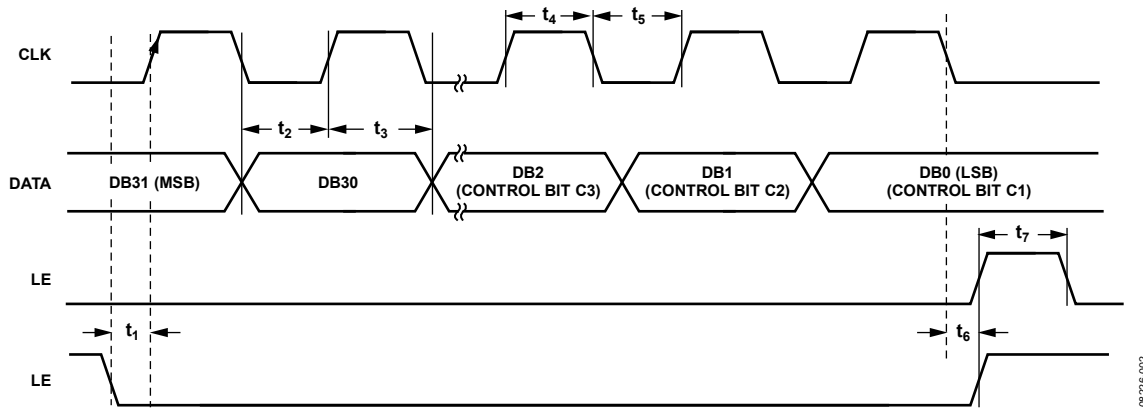 t4
t5
CLK
t2
t3
DATA
DB31 (MSB)
DB30
DB2
(CONTROL BIT C3)
DB1
(CONTROL BIT C2)
DB0 (LSB)
(CONTROL BIT C1)
t7
LE
t1
t6
LE